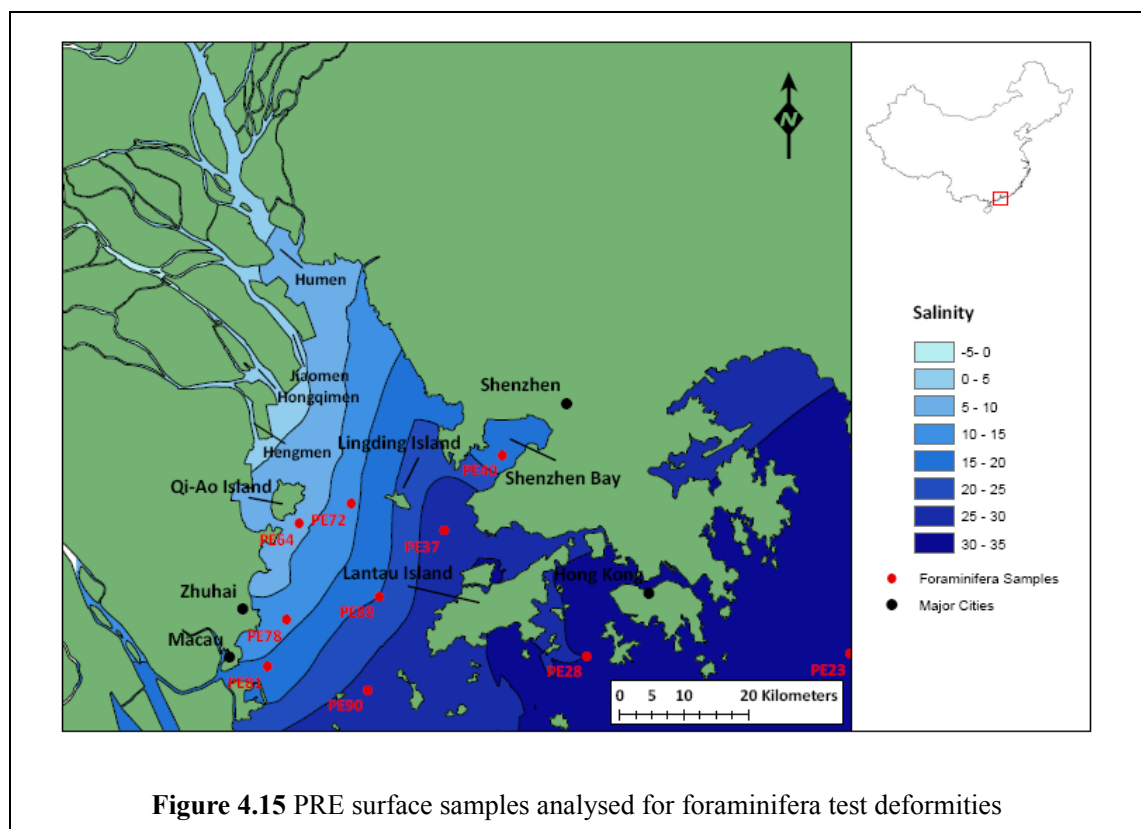 N
Humen
Jiaomen
Hongqimen
Shenzhen
Lingding Island
Hengmen
PE40
Shenzhen Bay
Qi-Ao Island
PE72
PE64
PE37
Lantau Island
Hong Kong
Zhuhai
PE88
PE78
Macau
PE28
PE23
PE81
PE90
0 5 10 20 Kilometers
Salinity
-5- 0
0 - 5
5 - 10
10 - 15
15 - 20
20 - 25
25 - 30
30 - 35
Foraminifera Samples
Major Cities
Figure 4.15 PRE surface samples analysed for foraminifera test deformities